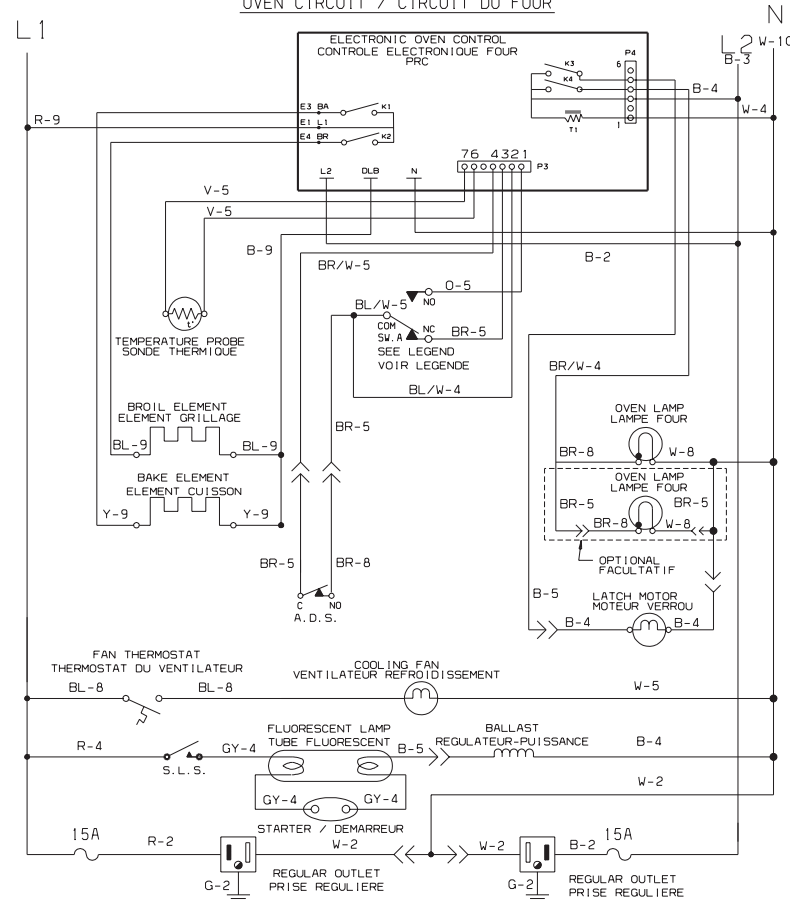 OVEN CIRCUIT / CIRCUIT DU FOUR
L1
N
L2
W-10
B-3
ELECTRONIC OVEN CONTROL
CONTROLE ELECTRONIQUE FOUR
PRC
K3
P4
6
K4
B-4
R-9
E3 BA
K1
E1 L1
E4 BR
K2
W-4
T1
1
76 4321
P3
L2
DLB
N
V-5
V-5
B-9
BR/W-5
B-2
O-5
NO
BL/W-5
COM
SW.A
NC
BR-5
SEE LEGEND
VOIR LEGENDE
t°
TEMPERATURE PROBE
SONDE THERMIQUE
BL/W-4
BR/W-4
BROIL ELEMENT
ELEMENT GRILLAGE
BL-9
BL-9
BR-5
OVEN LAMP
LAMPE FOUR
BR-8
W-8
BAKE ELEMENT
ELEMENT CUISSON
Y-9
Y-9
OVEN LAMP
LAMPE FOUR
BR-5
BR-5
BR-8
W-8
OPTIONAL
FACULTATIF
BR-5
BR-8
C
NO
A.D.S.
B-5
LATCH MOTOR
MOTEUR VERROU
B-4
B-4
FAN THERMOSTAT
THERMOSTAT DU VENTILATEUR
BL-8
BL-8
COOLING FAN
VENTILATEUR REFROIDISSEMENT
W-5
FLUORESCENT LAMP
TUBE FLUORESCENT
BALLAST
REGULATEUR-PUISSANCE
R-4
GY-4
B-5
B-4
S.L.S.
W-2
GY-4
GY-4
STARTER / DEMARREUR
15A
R-2
W-2
W-2
B-2
15A
REGULAR OUTLET
PRISE REGULIERE
G-2
REGULAR OUTLET
PRISE REGULIERE
G-2